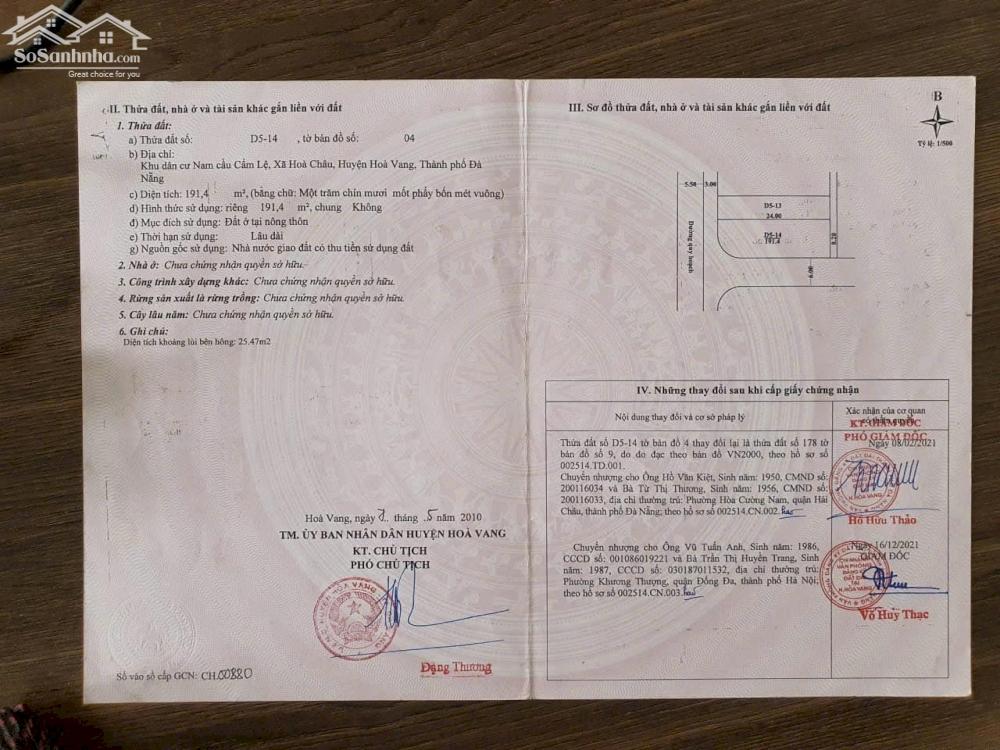 SoSanhnha.com
Great choice for you
II. Thửa đất, nhà ở và tài sản khác gắn liền với đất
1. Thửa đất:
a) Thửa đất số: D5-14 , tờ bản đồ số: 04
b) Địa chỉ:
Khu dân cư Nam cầu Cẩm Lệ, Xã Hoà Châu, Huyện Hoà Vang, Thành phố Đà
Nẵng
c) Diện tích: 191,4 m², (bằng chữ: Một trăm chín mươi mốt phẩy bốn mét vuông)
d) Hình thức sử dụng: riêng 191,4 m², chung Không
đ) Mục đích sử dụng: Đất ở tại nông thôn
e) Thời hạn sử dụng: Lâu dài
g) Nguồn gốc sử dụng: Nhà nước giao đất có thu tiền sử dụng đất
2. Nhà ở: Chưa chứng nhận quyền sở hữu.
3. Công trình xây dựng khác: Chưa chứng nhận quyền sở hữu.
4. Rừng sản xuất là rừng trồng: Chưa chứng nhận quyền sở hữu.
5. Cây lâu năm: Chưa chứng nhận quyền sở hữu.
6. Ghi chú:
Diện tích khoảng lùi bên hông: 25.47m2
Hoà Vang, ngày 7 tháng 5 năm 2010
TM. ỦY BAN NHÂN DÂN HUYỆN HOÀ VANG
KT. CHỦ TỊCH
PHÓ CHỦ TỊCH
Đặng Thương
Số vào sổ cấp GCN: CH.00880
III. Sơ đồ thửa đất, nhà ở và tài sản khác gắn liền với đất
B
Tỷ lệ: 1/500
5.50 3.00
D5-13
24.00
D5-14
191.4
8.20
Đường quy hoạch
6.00
IV. Những thay đổi sau khi cấp giấy chứng nhận
Nội dung thay đổi và cơ sở pháp lý
Xác nhận của cơ quan
có thẩm quyền
KT. GIÁM ĐỐC
PHÓ GIÁM ĐỐC
Ngày 08/02/2021
Thửa đất số D5-14 tờ bản đồ 4 thay đổi lại là thửa đất số 178 tờ
bản đồ số 9, do đo đạc theo bản đồ VN2000, theo hồ sơ số
002514.TD.001.
Chuyển nhượng cho Ông Hồ Văn Kiệt, Sinh năm: 1950, CMND số:
200116034 và Bà Từ Thị Thương, Sinh năm: 1956, CMND số:
200116033, địa chỉ thường trú: Phường Hòa Cường Nam, quận Hải
Châu, thành phố Đà Nẵng; theo hồ sơ số 002514.CN.002.
Hồ Hữu Thảo
Chuyển nhượng cho Ông Vũ Tuấn Anh, Sinh năm: 1986,
CCCD số: 001086019221 và Bà Trần Thị Huyền Trang, Sinh
năm: 1987, CCCD số: 030187011532, địa chỉ thường trú:
Phường Khương Thượng, quận Đống Đa, thành phố Hà Nội;
theo hồ sơ số 002514.CN.003.
Ngày 16/12/2021
GIÁM ĐỐC
Võ Huy Thạc